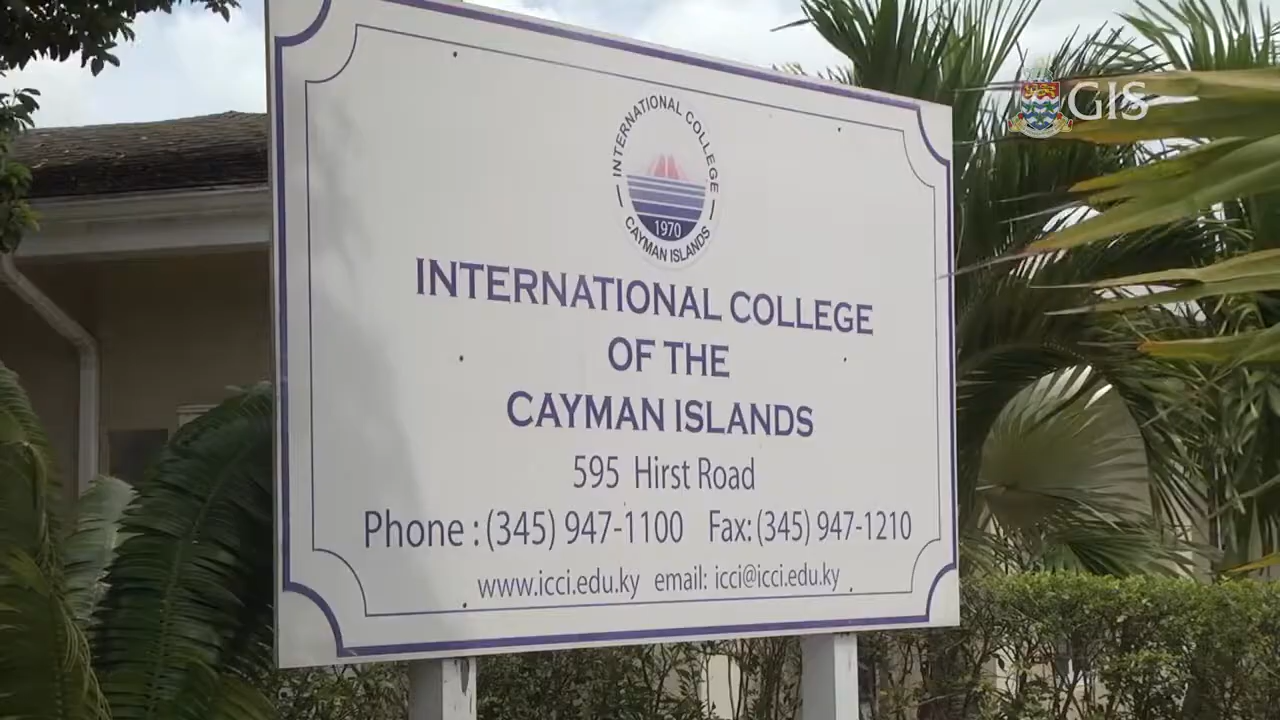 GIS
INTERNATIONAL COLLEGE
1970
CAYMAN ISLANDS
INTERNATIONAL COLLEGE
OF THE
CAYMAN ISLANDS
595 Hirst Road
Phone : (345) 947-1100 Fax: (345) 947-1210
www.icci.edu.ky email: icci@icci.edu.ky